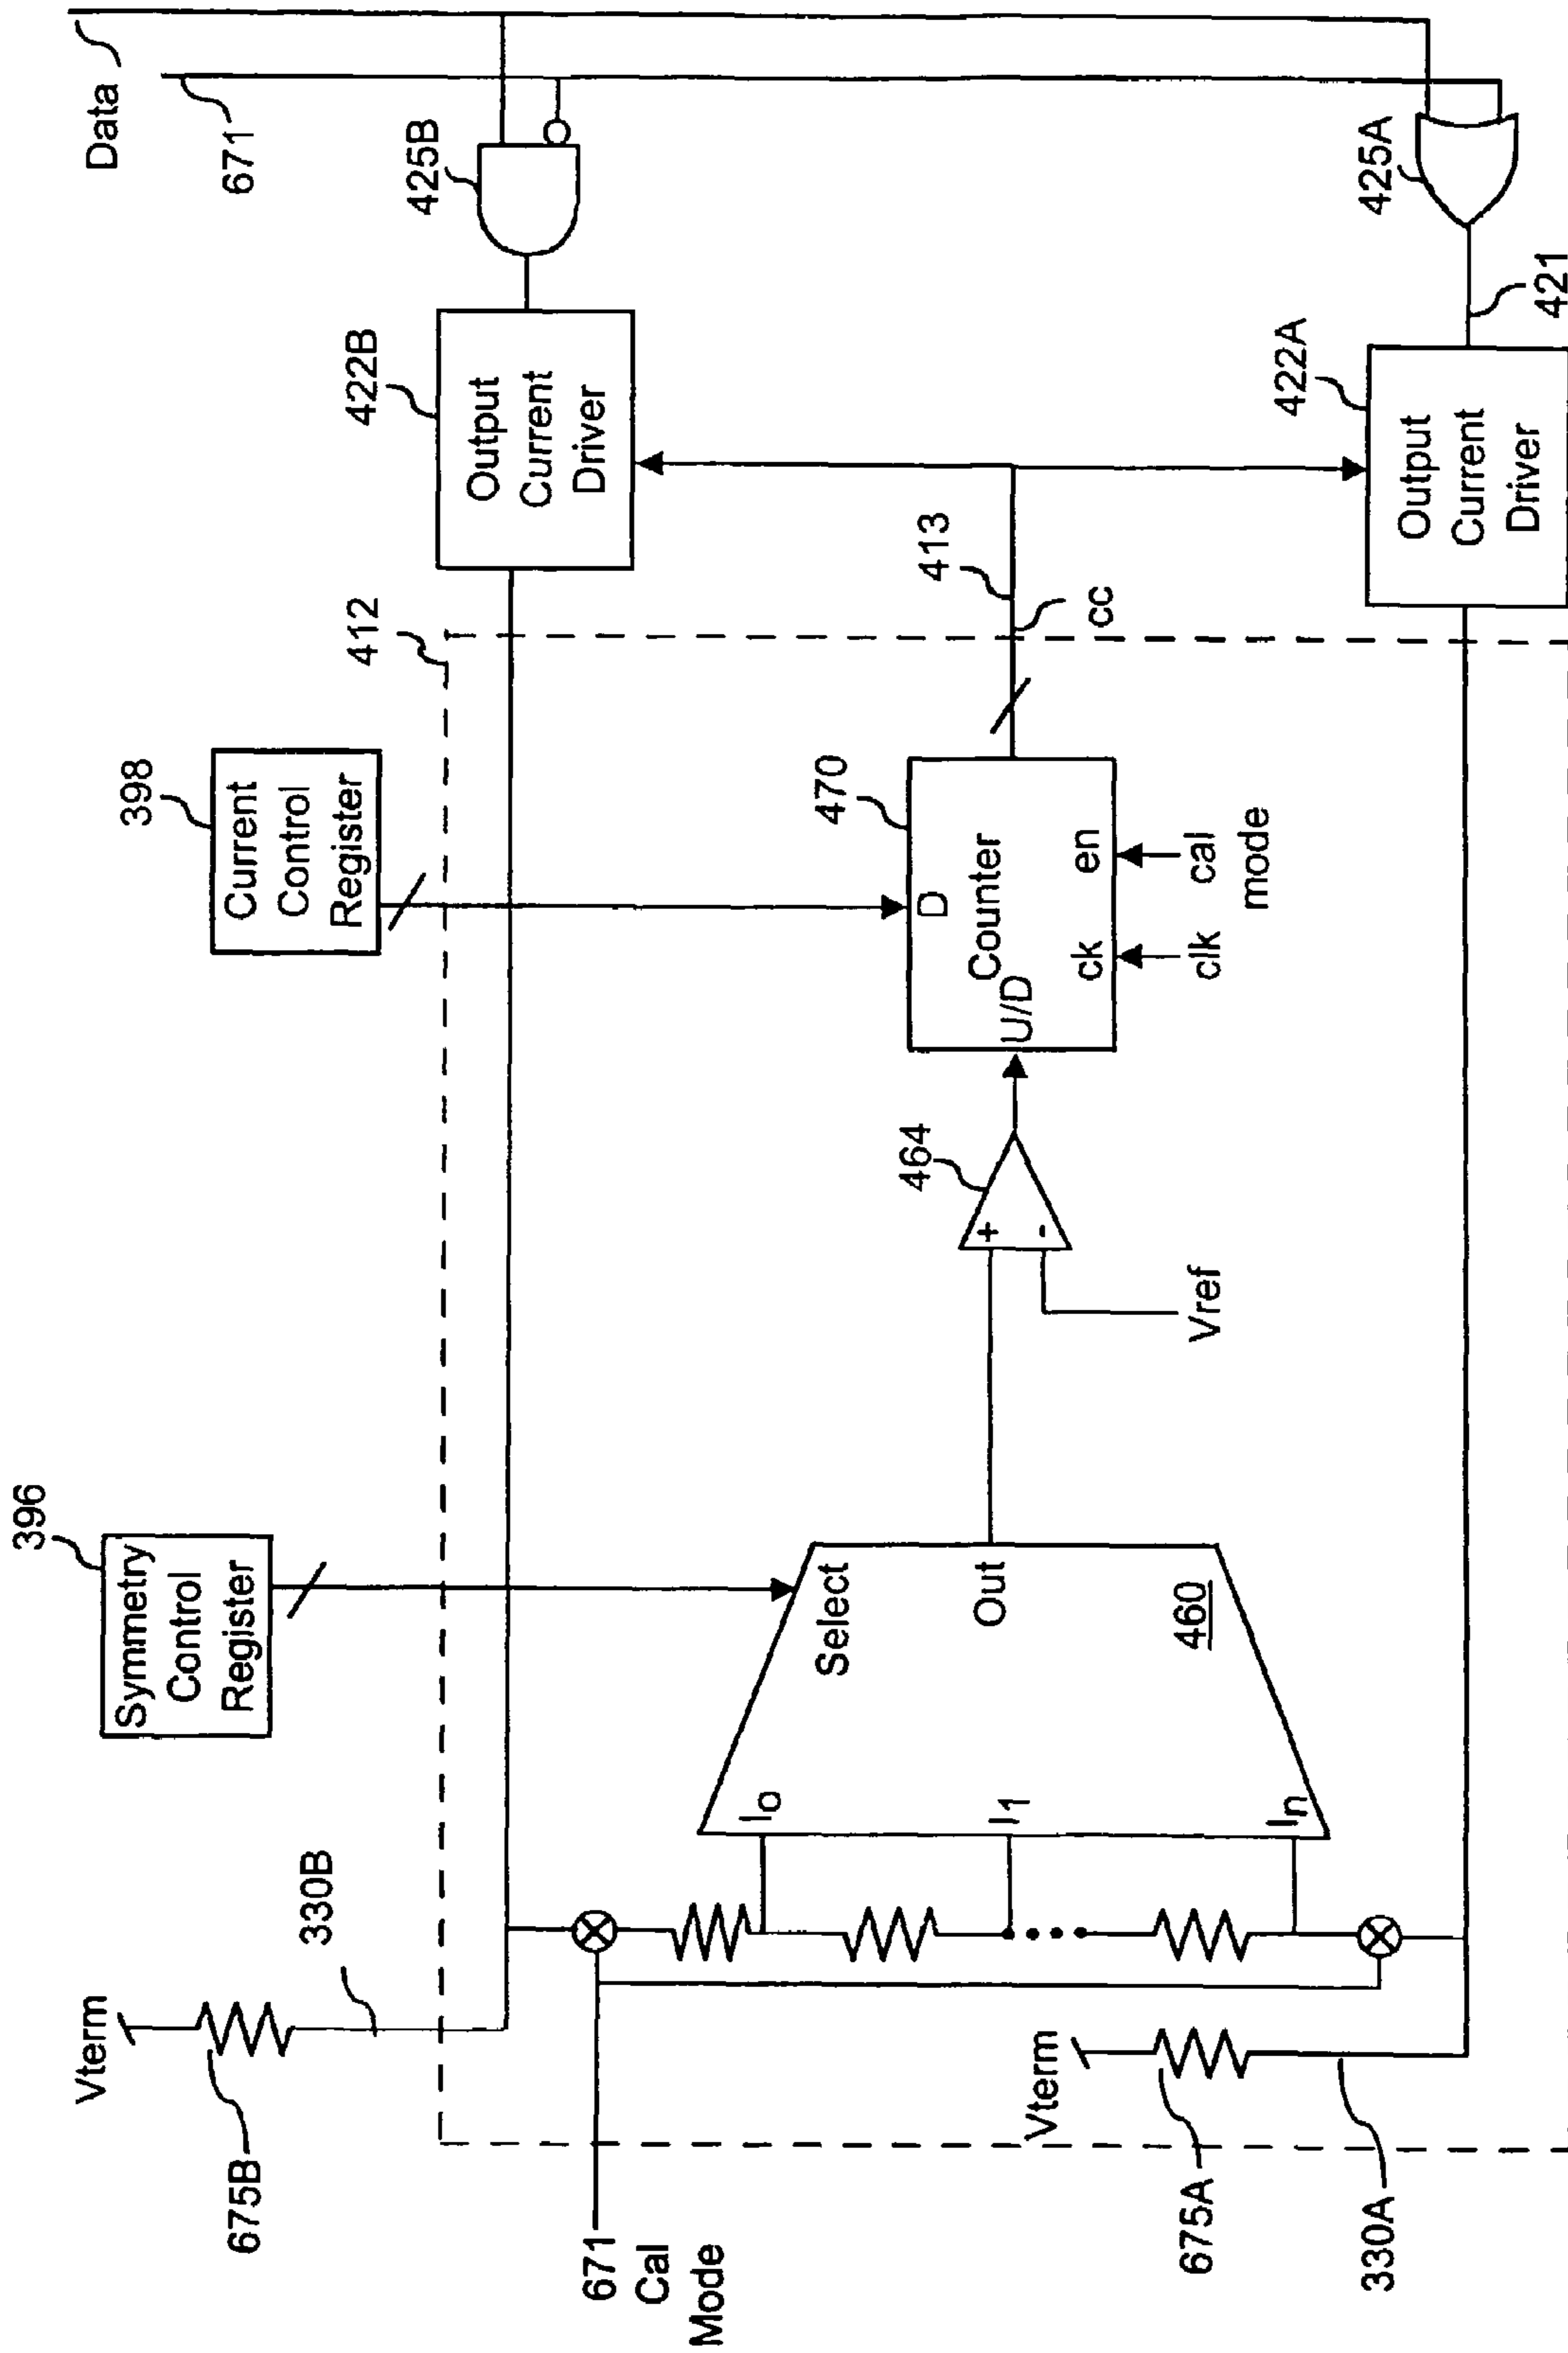 Data
671
425B
425A
421
422B
Output
Current
Driver
422A
Output
Current
Driver
412
413
cc
398
Current
Control
Register
470
D
Counter
U/D
ck
en
clk
cal
mode
464
+
-
Vref
396
Symmetry
Control
Register
Select
Out
460
I0
I1
In
330B
Vterm
675B
671
Cal
Mode
Vterm
675A
330A